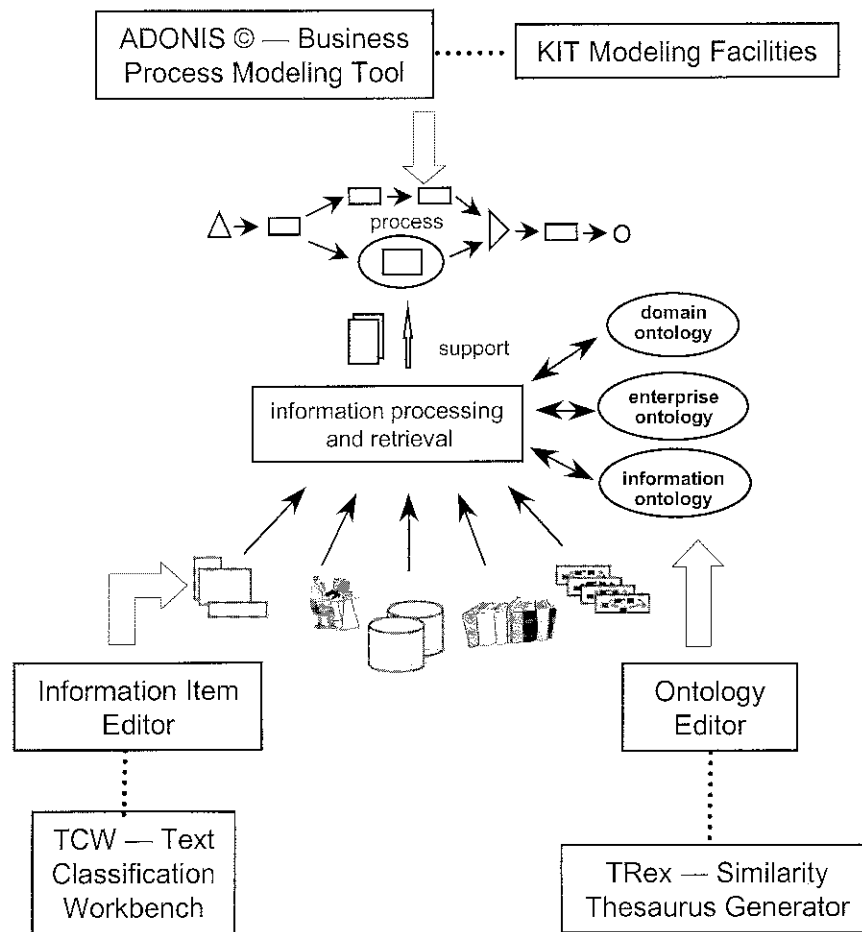 ADONIS © — Business
Process Modeling Tool
KIT Modeling Facilities
process
support
domain
ontology
information processing
and retrieval
enterprise
ontology
information
ontology
Information Item
Editor
Ontology
Editor
TCW — Text
Classification
Workbench
TRex — Similarity
Thesaurus Generator